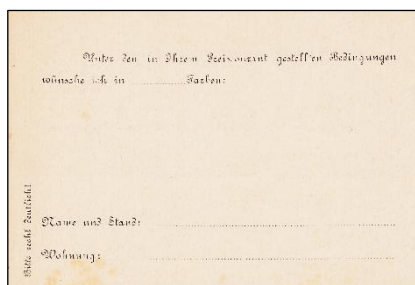 Unter den in Ihrem Preiscourant gestellten Bedingungen
wünsche ich in ............ Farben:
Name und Stand:
Wohnung:
Bitte recht deutlich!